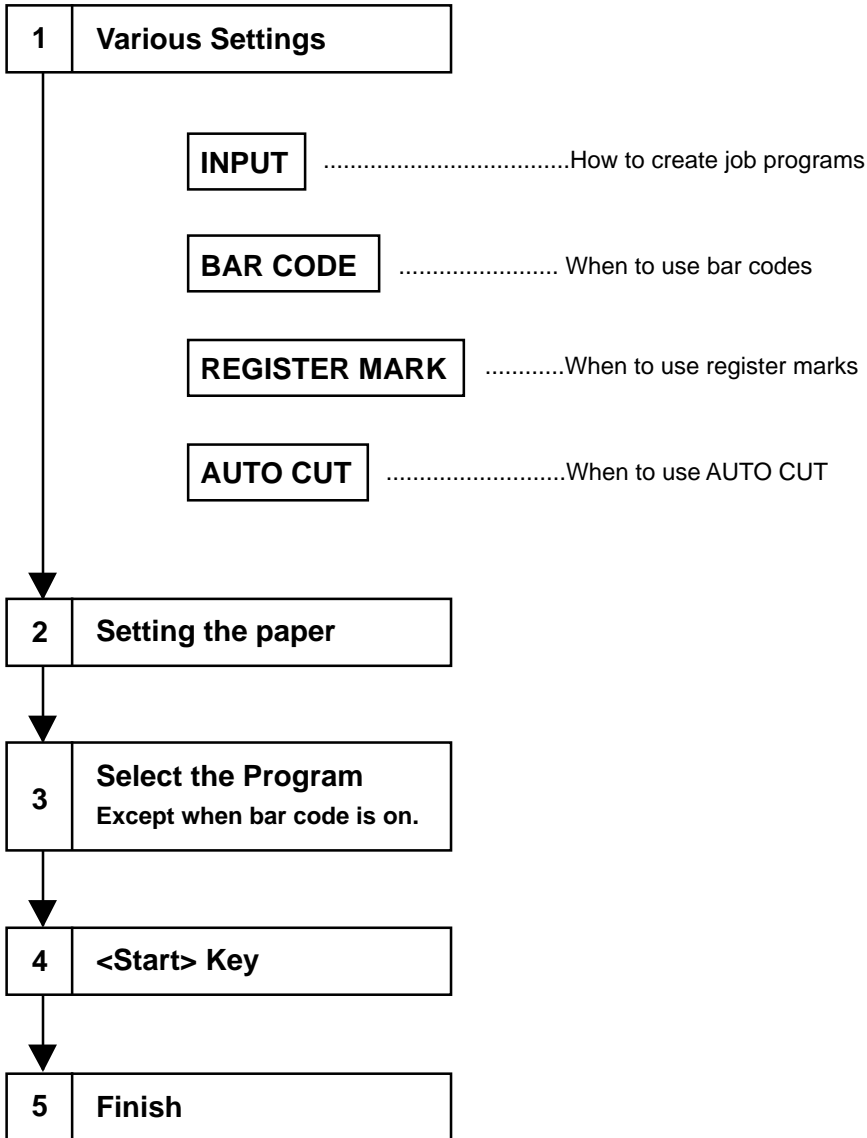 1 Various Settings
INPUT .....................................How to create job programs
BAR CODE ........................ When to use bar codes
REGISTER MARK ............When to use register marks
AUTO CUT ...........................When to use AUTO CUT
2 Setting the paper
3 Select the Program
Except when bar code is on.
4 <Start> Key
5 Finish